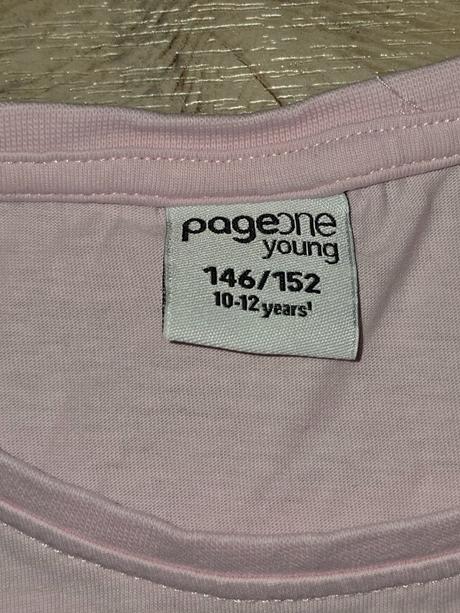 pageone
young
146/152
10-12 years¹